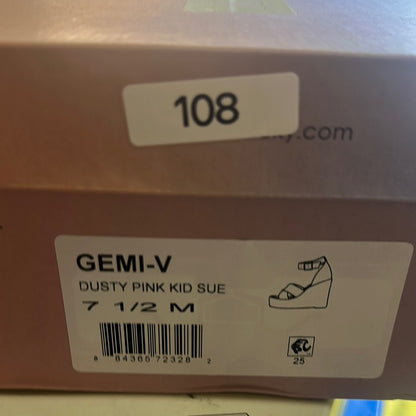 108
.com
GEMI-V
DUSTY PINK KID SUE
7 1/2 M
8 84365 72328 2
25